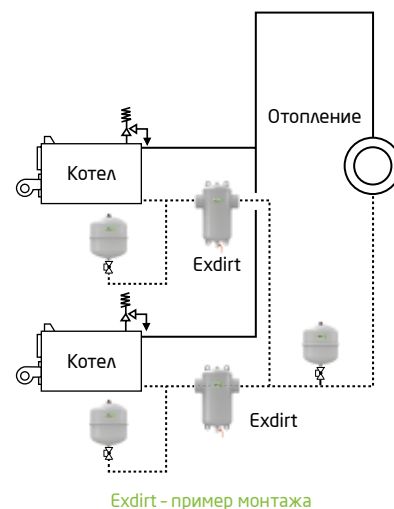 Отопление
Котел
Exdirt
Котел
Exdirt
Exdirt – пример монтажа